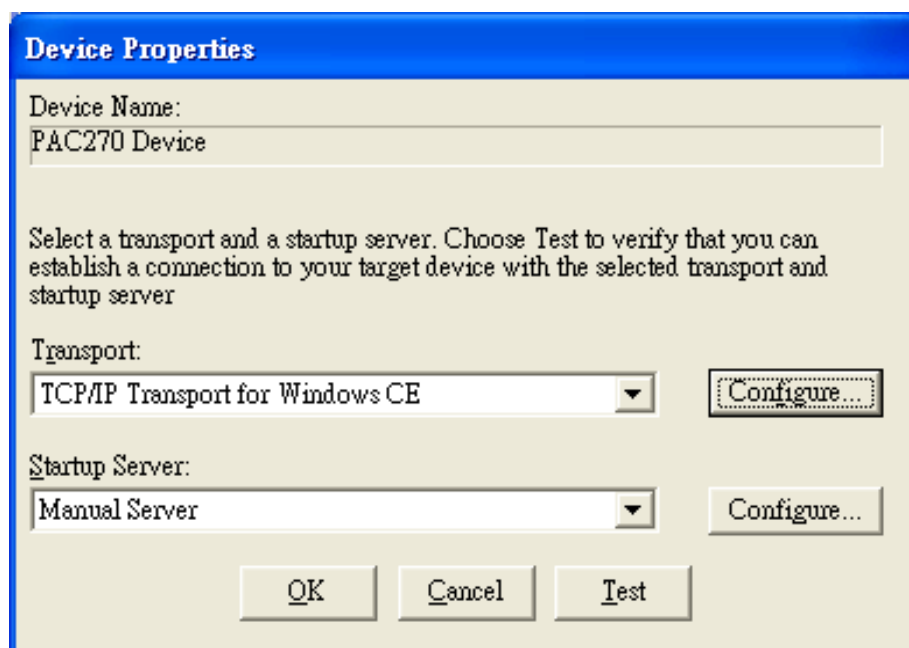 Device Properties
Device Name:
PAC270 Device
Select a transport and a startup server. Choose Test to verify that you can
establish a connection to your target device with the selected transport and
startup server
Transport:
TCP/IP Transport for Windows CE
Configure...
Startup Server:
Manual Server
Configure...
OK Cancel Test